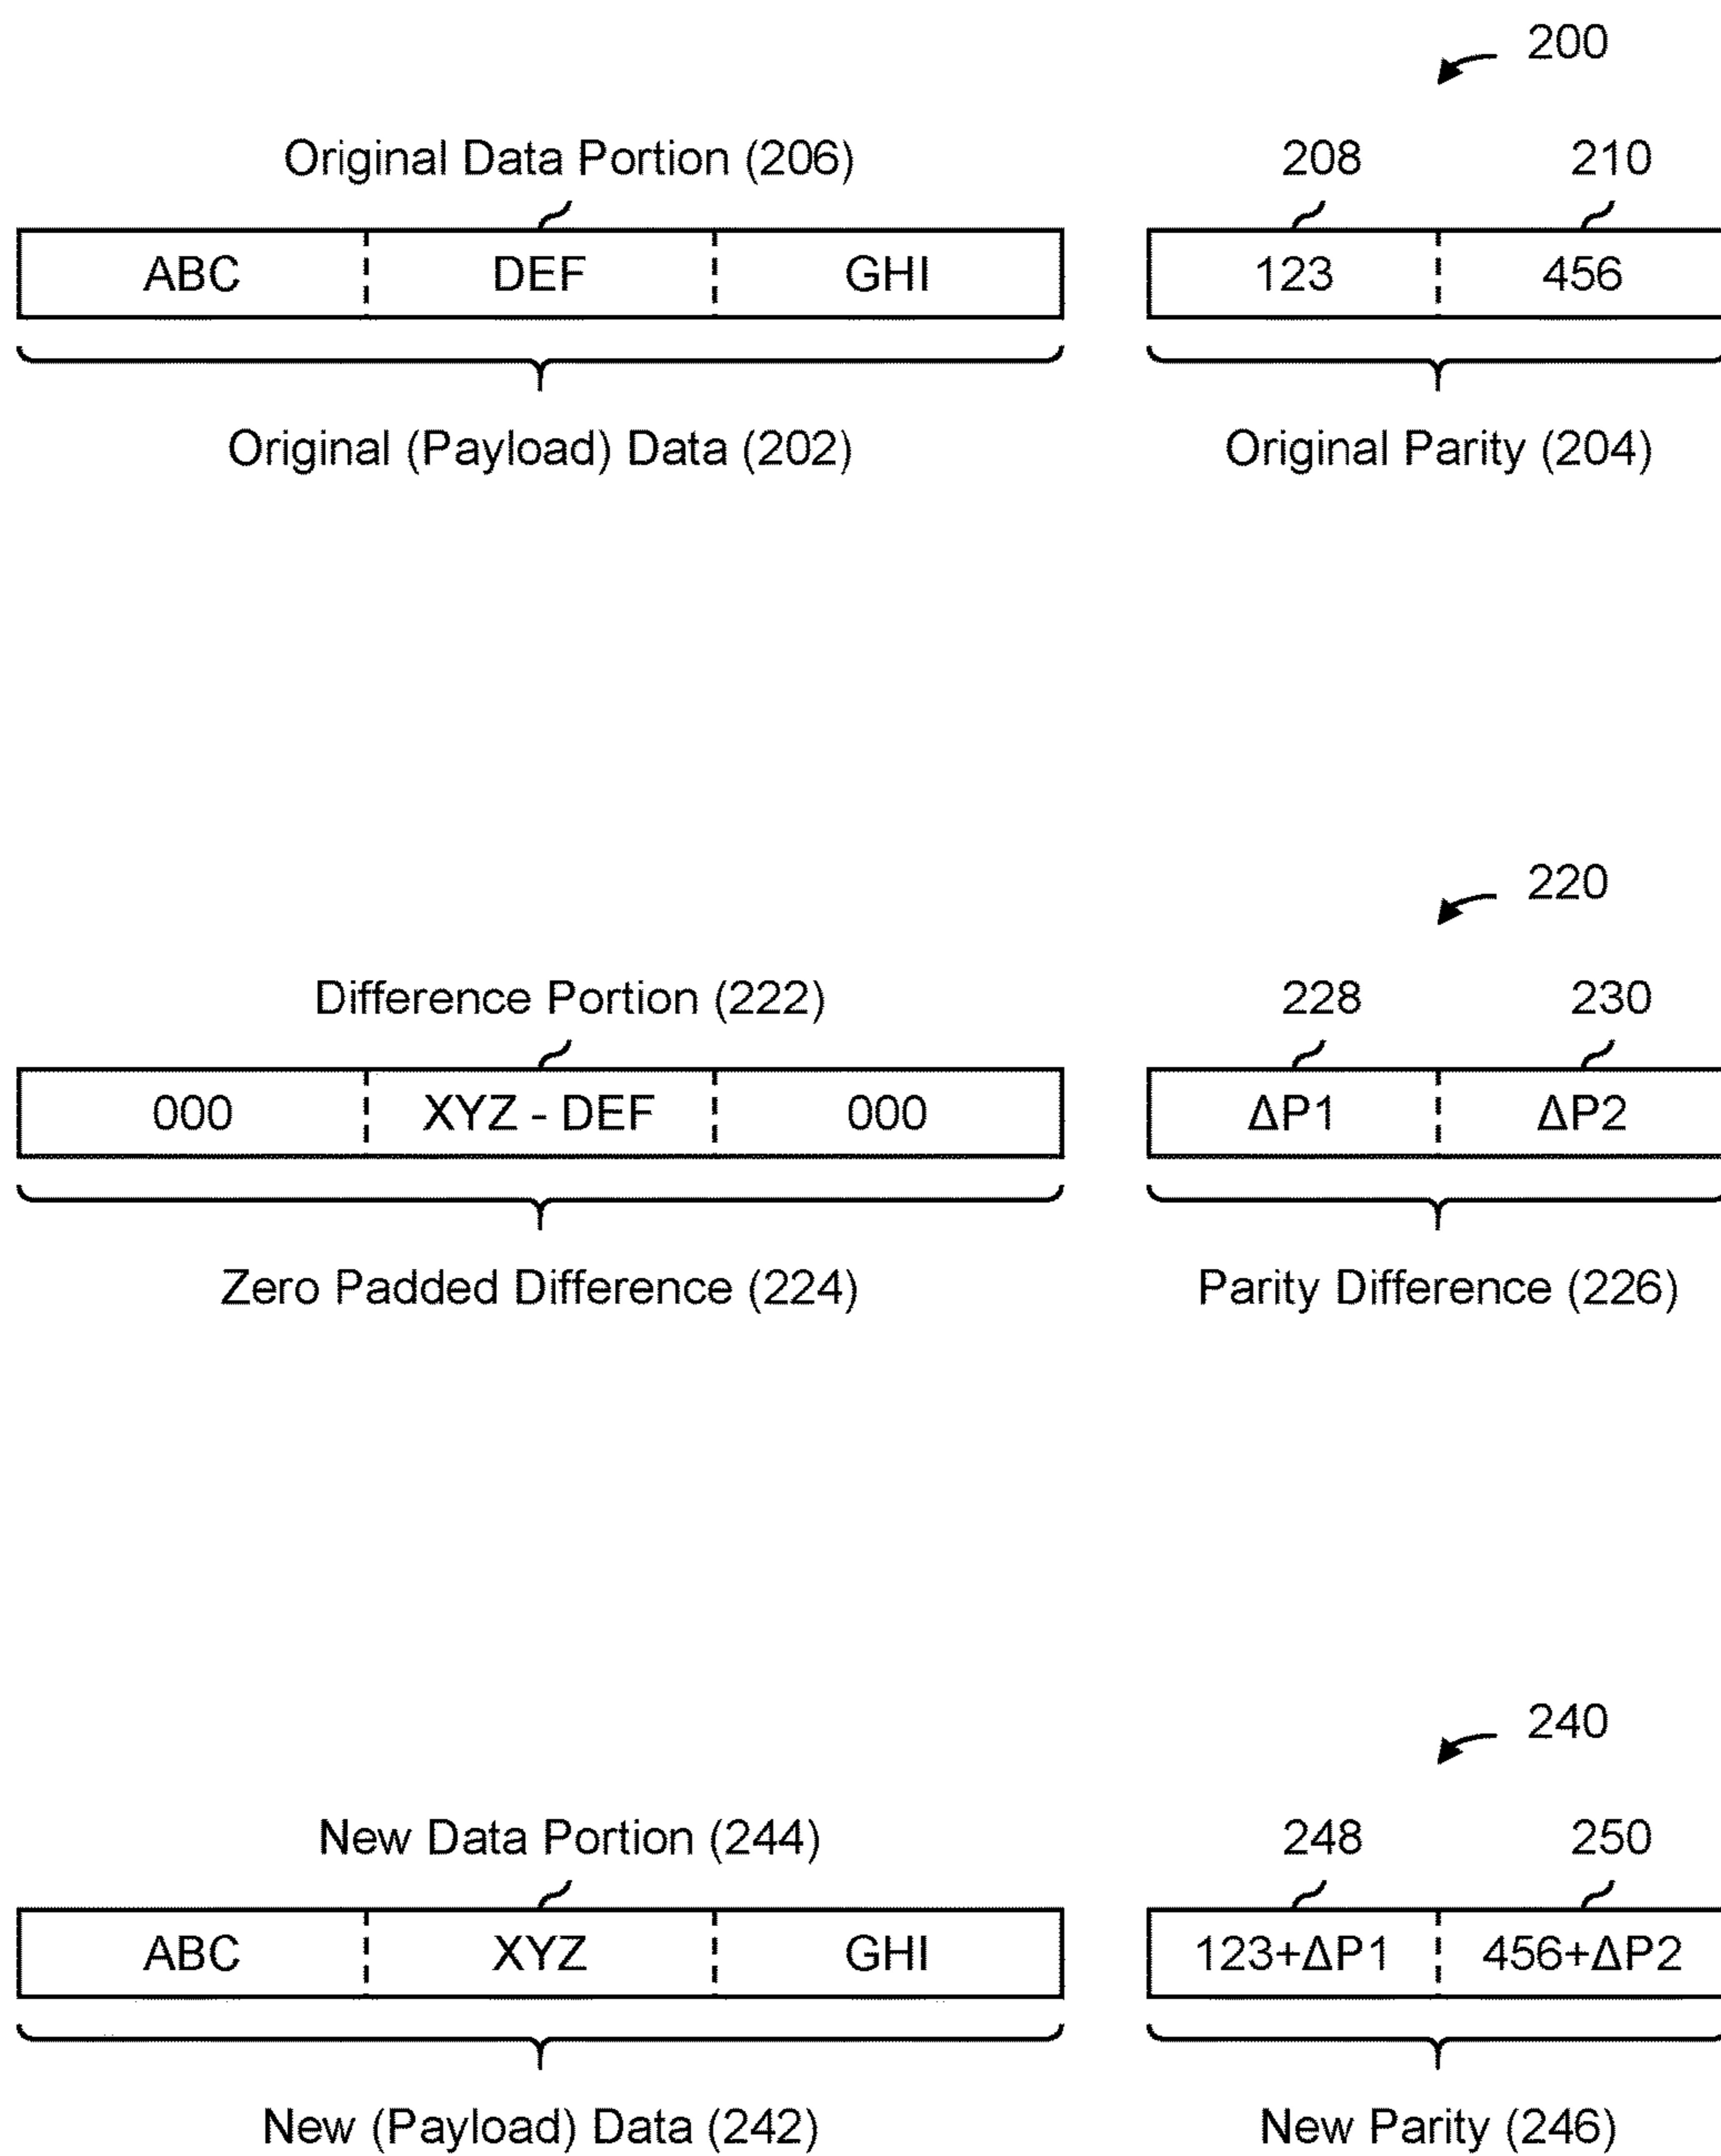 200
Original Data Portion (206) 208 210
ABC DEF GHI 123 456
Original (Payload) Data (202) Original Parity (204)
220
Difference Portion (222) 228 230
000 XYZ - DEF 000 ΔP1 ΔP2
Zero Padded Difference (224) Parity Difference (226)
240
New Data Portion (244) 248 250
ABC XYZ GHI 123+ΔP1 456+ΔP2
New (Payload) Data (242) New Parity (246)